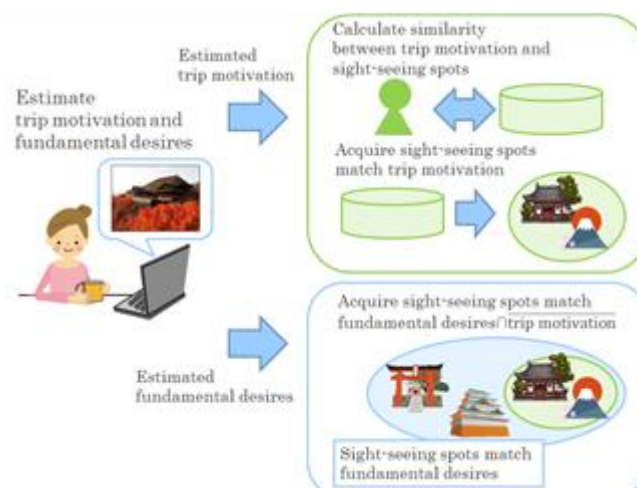 Estimate
trip motivation and
fundamental desires
Estimated
trip motivation
Calculate similarity
between trip motivation and
sight-seeing spots
Acquire sight-seeing spots
match trip motivation
Estimated
fundamental desires
Acquire sight-seeing spots match
fundamental desires∩t̅r̅i̅p̅ ̅m̅o̅t̅i̅v̅a̅t̅i̅o̅n̅
Sight-seeing spots match
fundamental desires